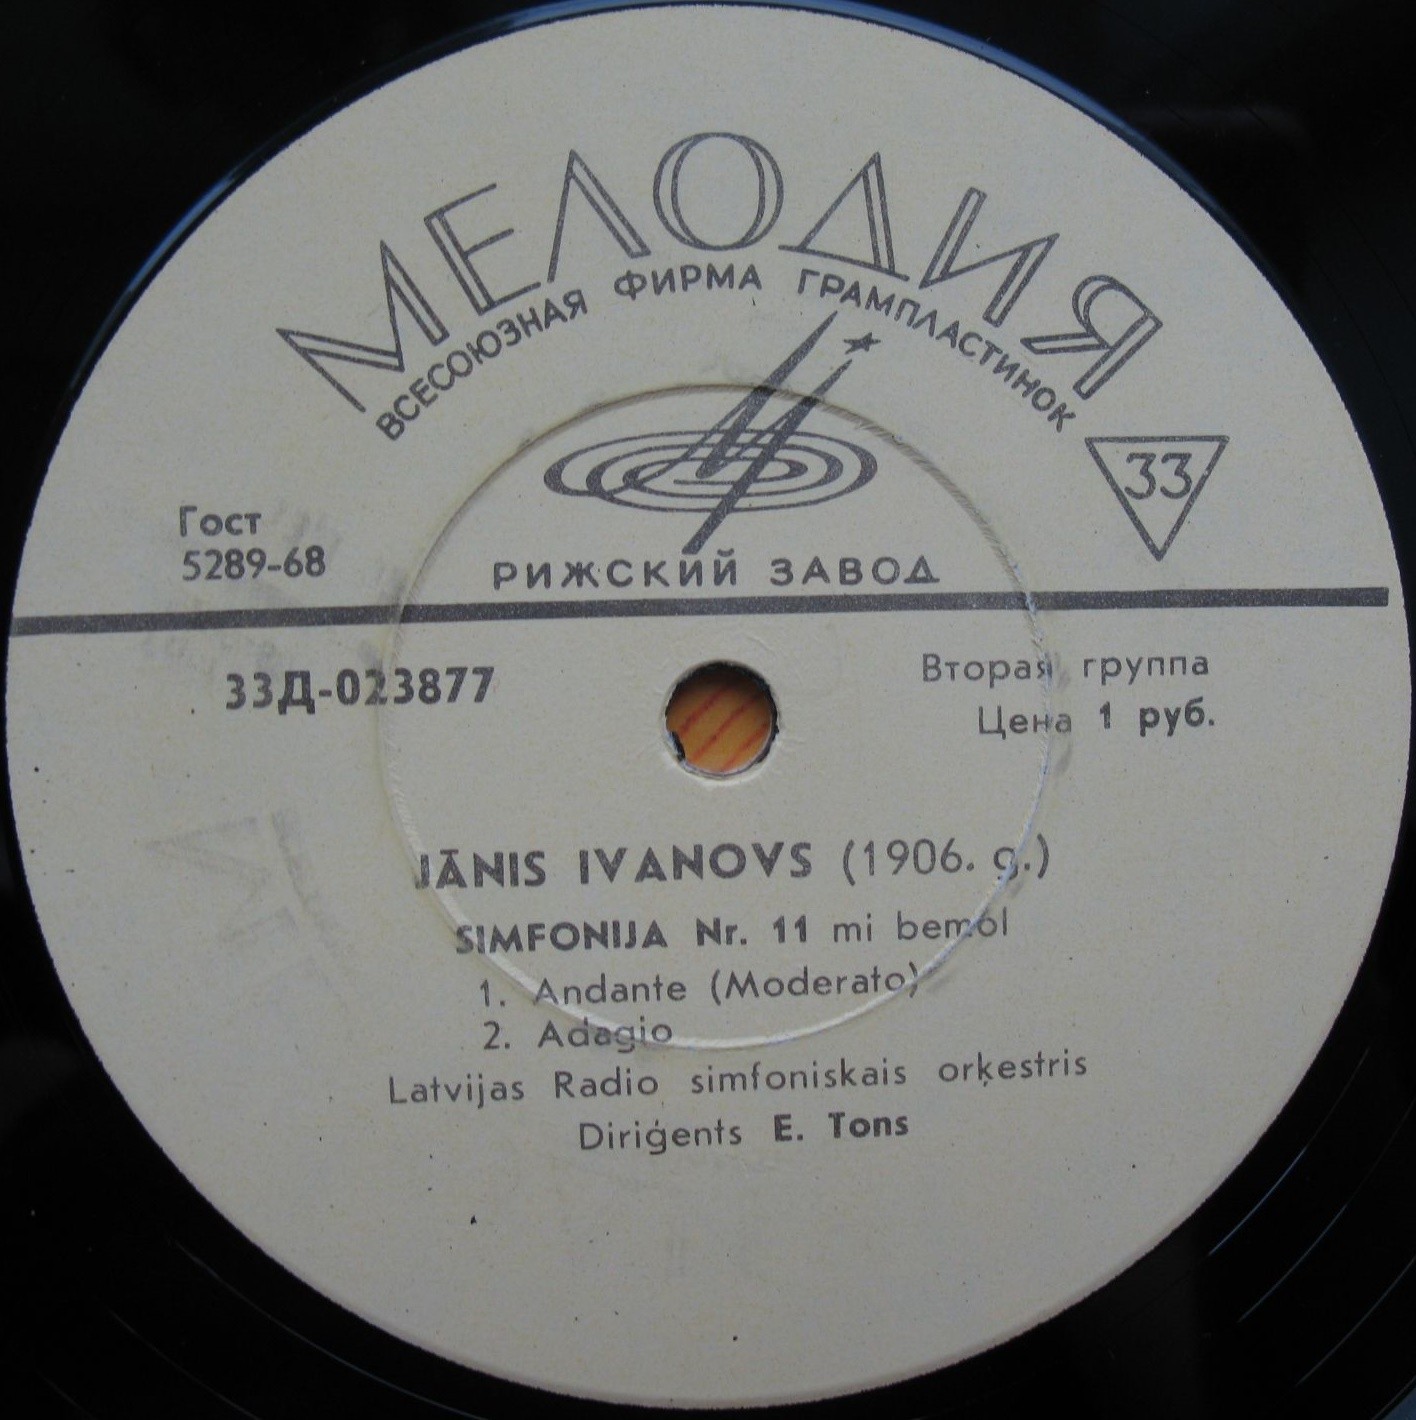 МЕЛОДИЯ
ВСЕСОЮЗНАЯ ФИРМА ГРАМПЛАСТИНОК
33
Гост
5289-68
РИЖСКИЙ ЗАВОД
33Д-023877
Вторая группа
Цена 1 руб.
JĀNIS IVANOVS (1906. g.)
SIMFONIJA Nr. 11 mi bemol
1. Andante (Moderato)
2. Adagio
Latvijas Radio simfoniskais orķestris
Diriģents E. Tons